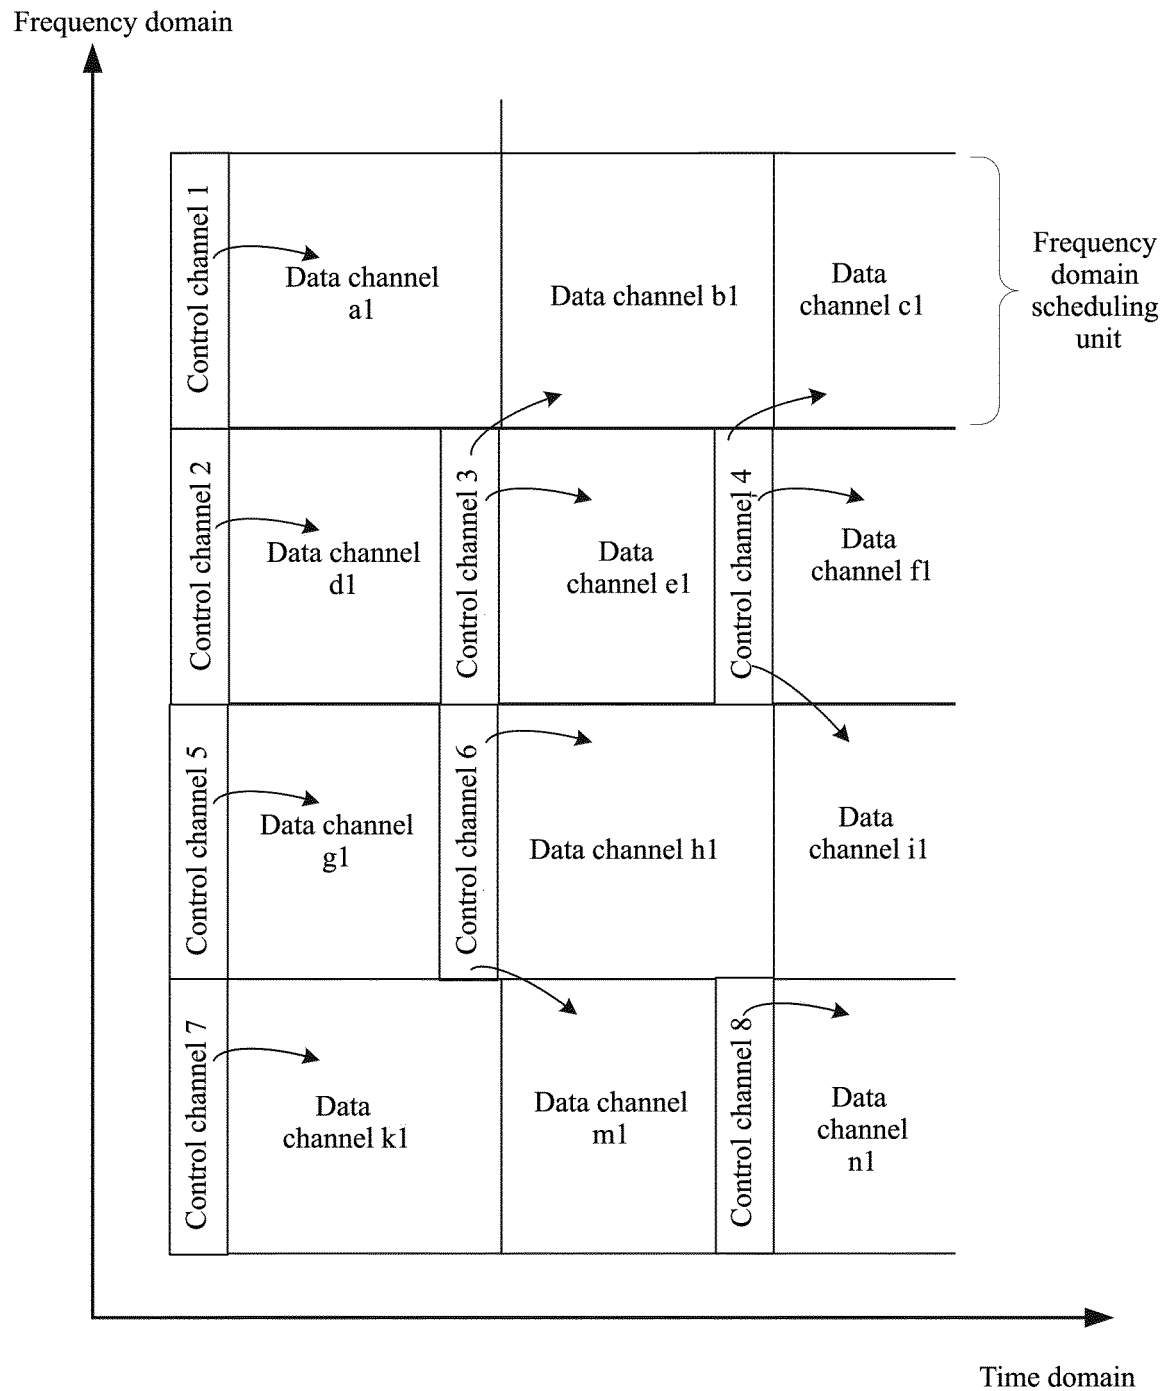 Frequency domain
Control channel 1
Data channel
a1
Data channel b1
Data
channel c1
Frequency
domain
scheduling
unit
Control channel 2
Data channel
d1
Control channel 3
Data
channel e1
Control channel 4
Data
channel f1
Control channel 5
Data channel
g1
Control channel 6
Data channel h1
Data
channel i1
Control channel 7
Data
channel k1
Data channel
m1
Control channel 8
Data
channel
n1
Time domain